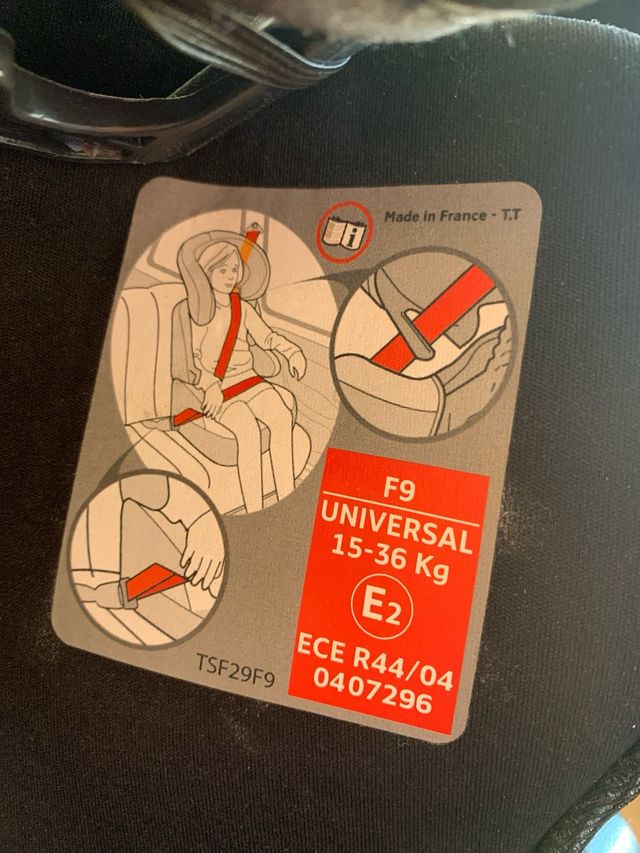 Made in France - T.T
i
F9
UNIVERSAL
15-36 Kg
E2
ECE R44/04
0407296
TSF29F9